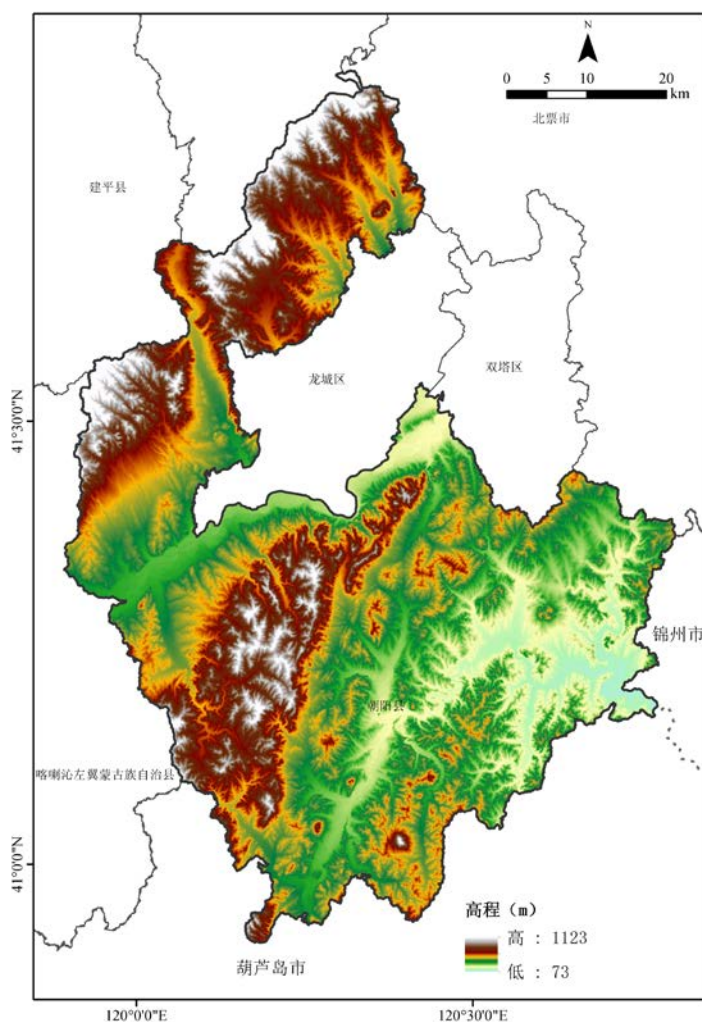 N
0 5 10 20
km
北票市
建平县
龙城区
双塔区
41°30'0"N
锦州市
朝阳县
喀喇沁左翼蒙古族自治县
41°0'0"N
高程（m）
高 : 1123
低 : 73
葫芦岛市
120°0'0"E
120°30'0"E